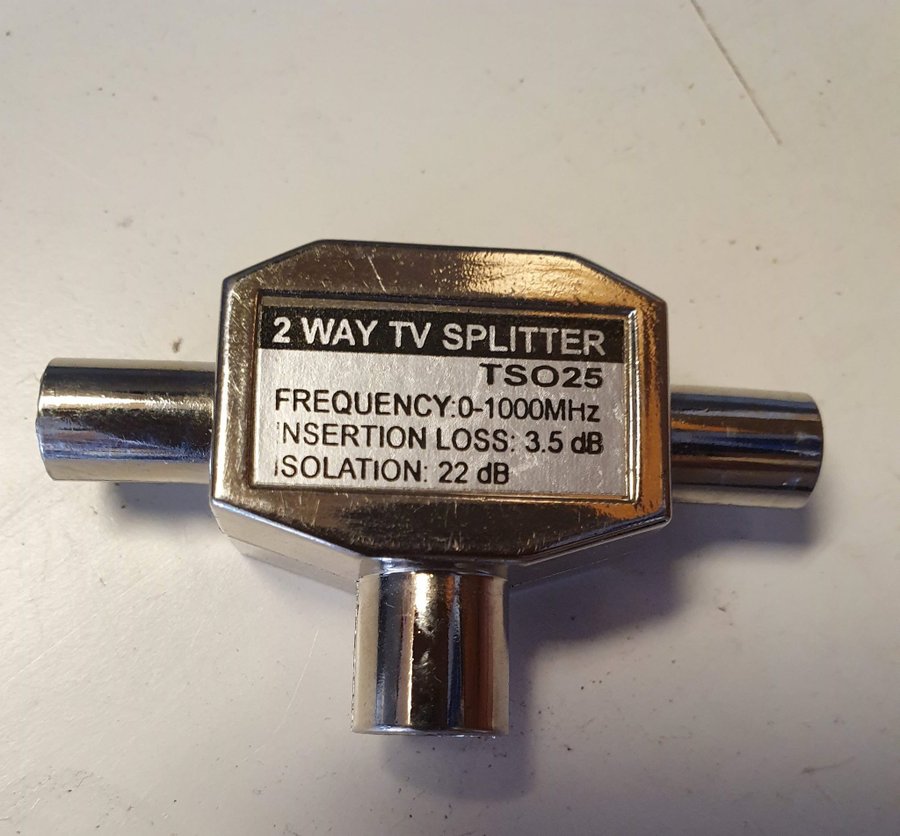 2 WAY TV SPLITTER
TSO25
FREQUENCY:0-1000MHz
INSERTION LOSS: 3.5 dB
ISOLATION: 22 dB